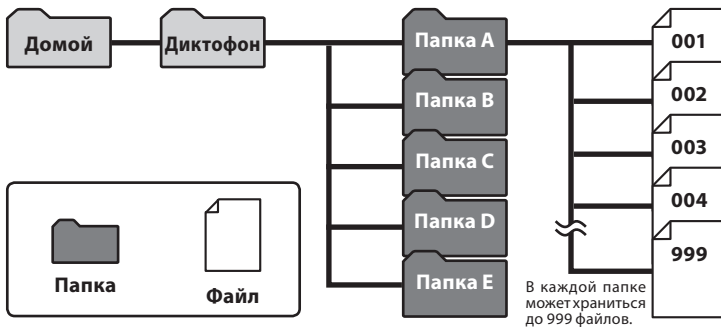 Домой
Диктофон
Папка A
Папка B
Папка C
Папка D
Папка E
001
002
003
004
999
Папка
Файл
В каждой папке
может храниться
до 999 файлов.